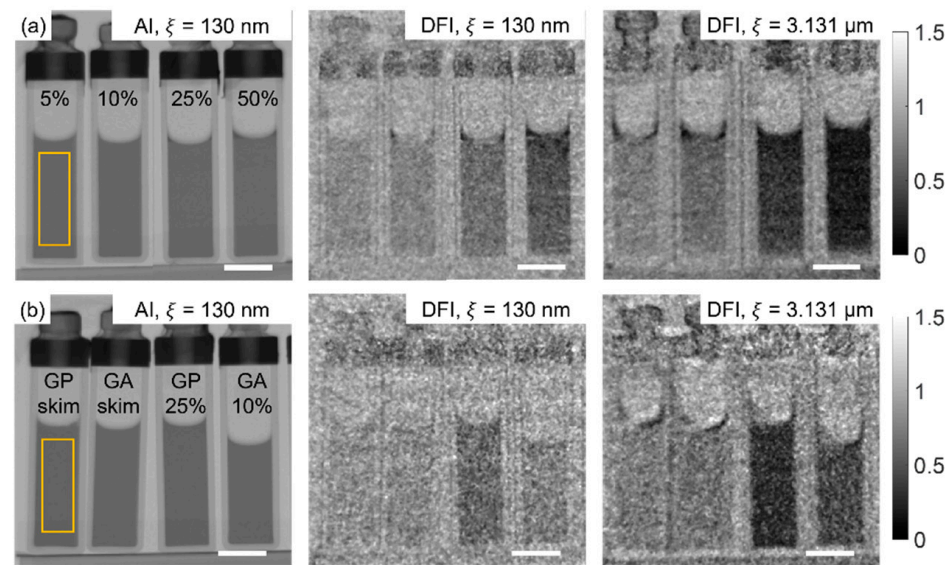 (a) AI, ξ = 130 nm DFI, ξ = 130 nm DFI, ξ = 3.131 μm
5% 10% 25% 50%
1.5
1
0.5
0
(b) AI, ξ = 130 nm DFI, ξ = 130 nm DFI, ξ = 3.131 μm
GP skim GA skim GP 25% GA 10%
1.5
1
0.5
0